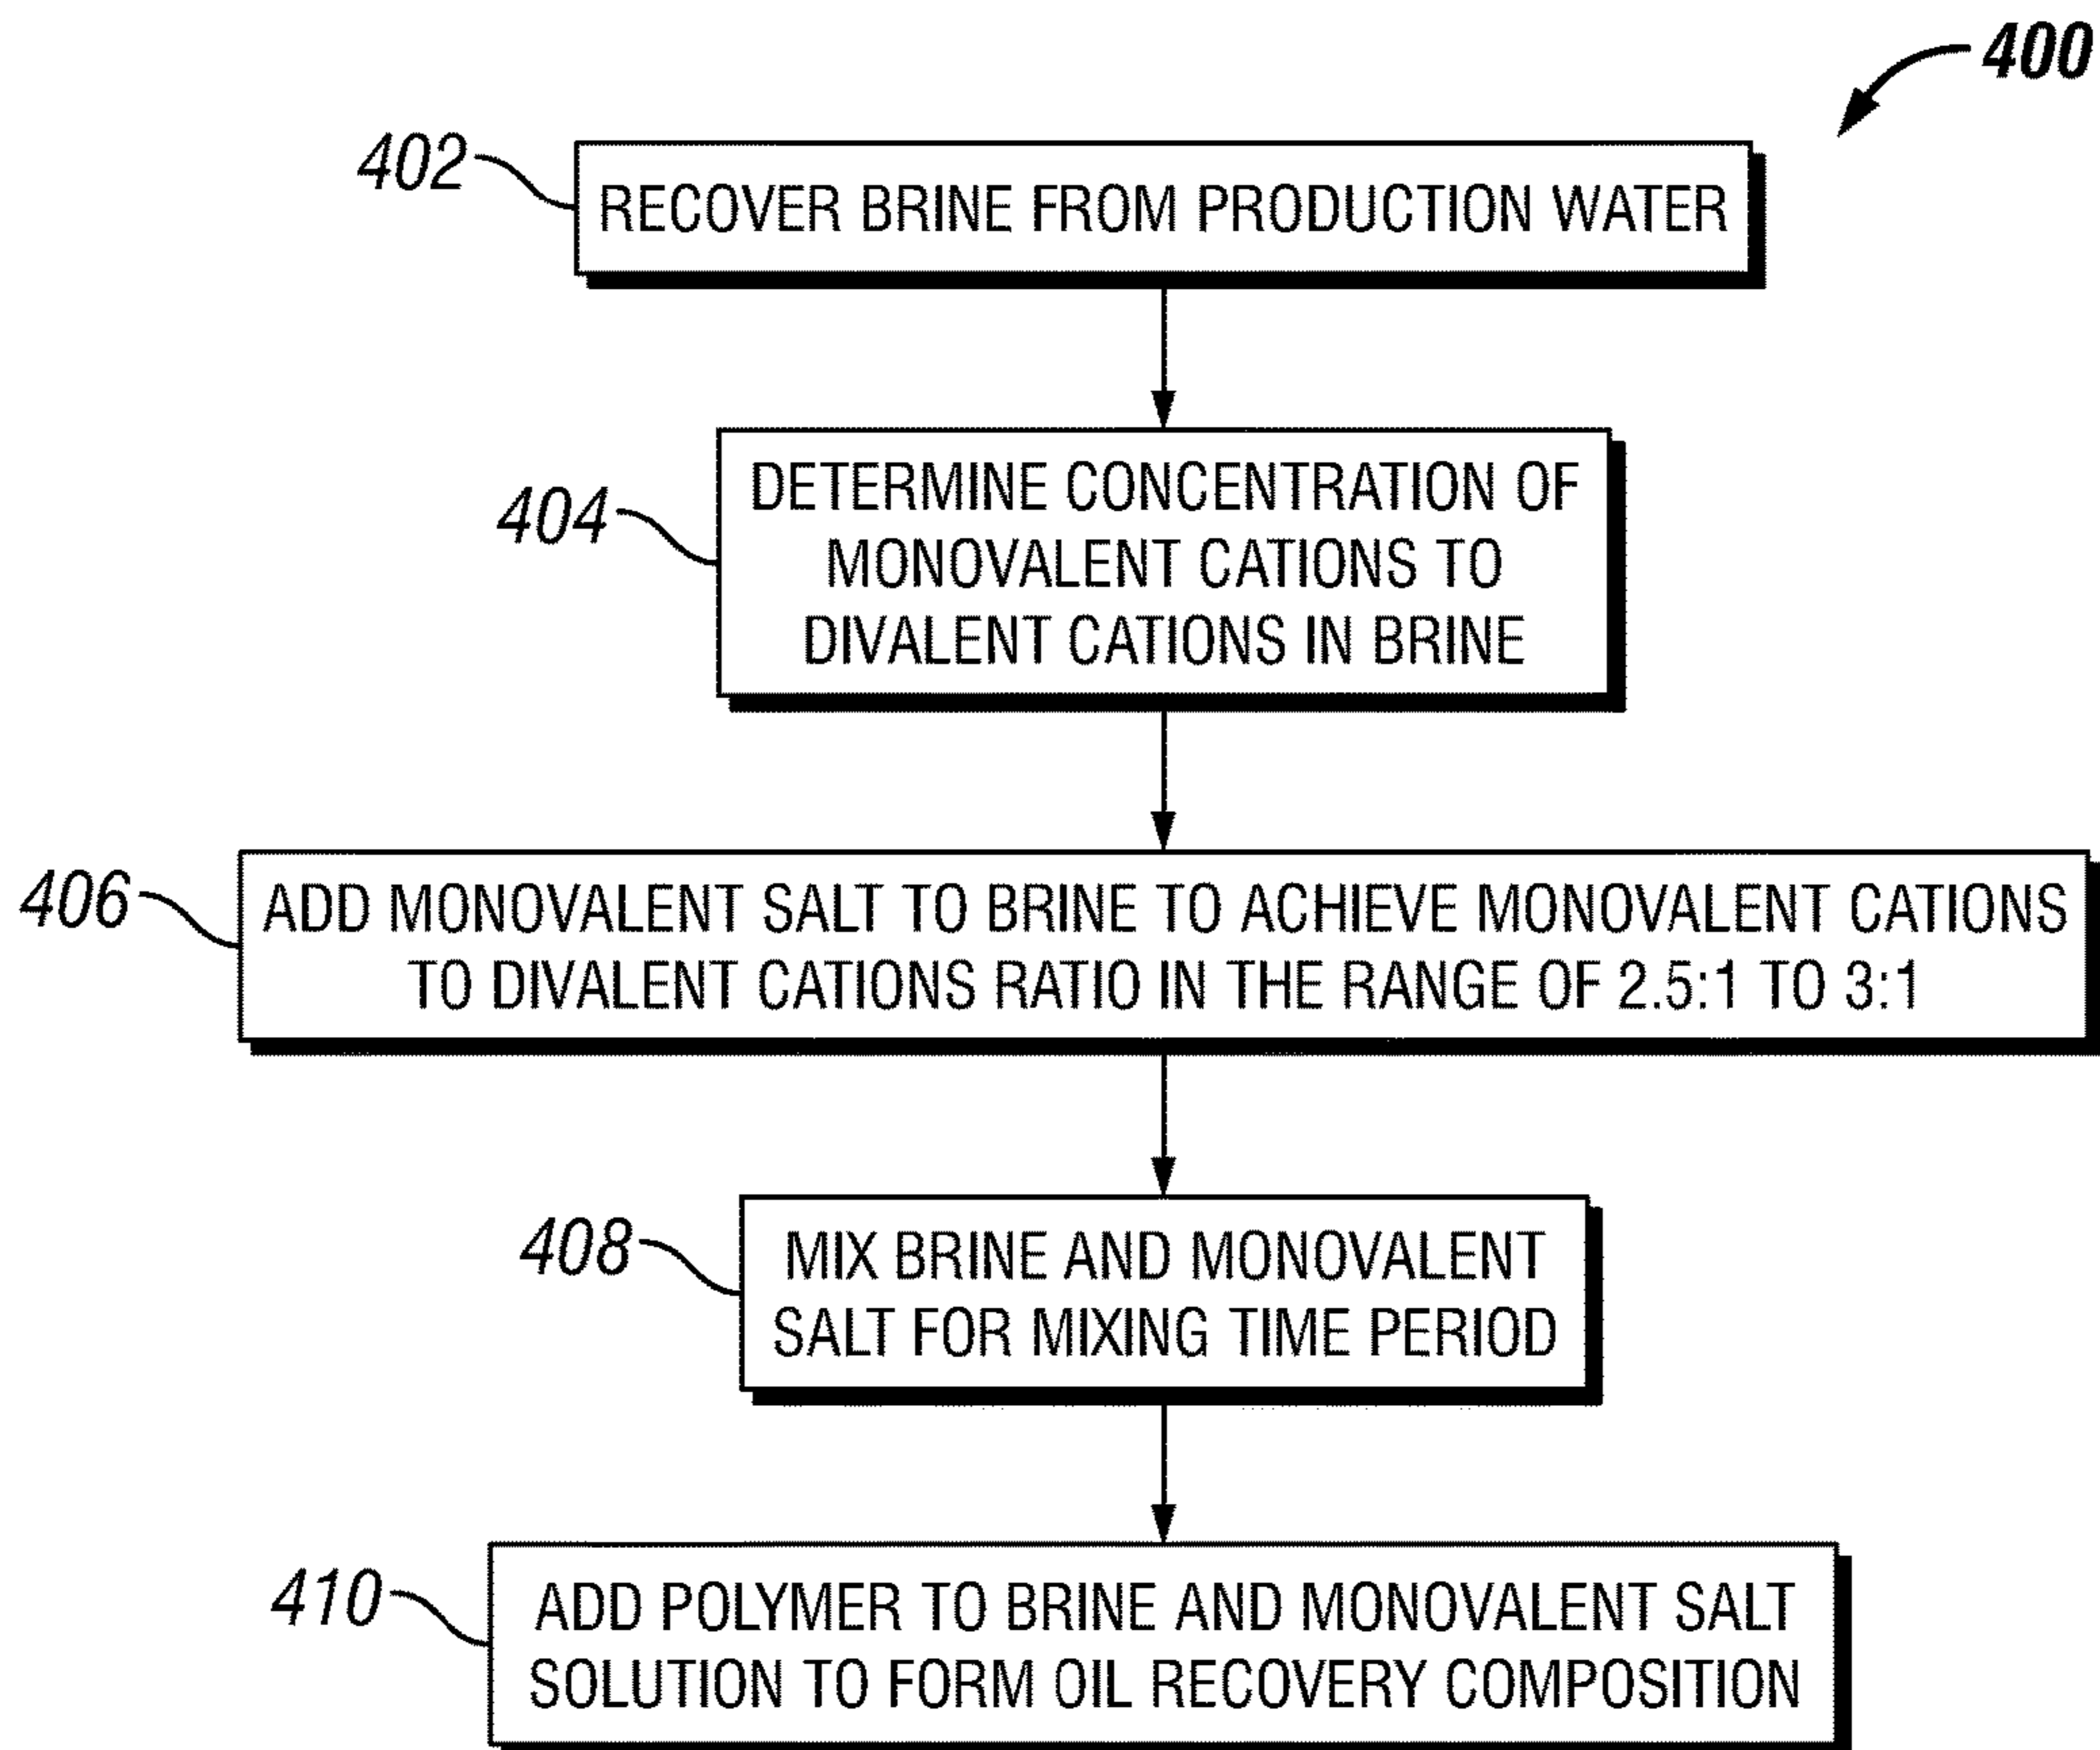 400
402
RECOVER BRINE FROM PRODUCTION WATER
404
DETERMINE CONCENTRATION OF
MONOVALENT CATIONS TO
DIVALENT CATIONS IN BRINE
406
ADD MONOVALENT SALT TO BRINE TO ACHIEVE MONOVALENT CATIONS
TO DIVALENT CATIONS RATIO IN THE RANGE OF 2.5:1 TO 3:1
408
MIX BRINE AND MONOVALENT
SALT FOR MIXING TIME PERIOD
410
ADD POLYMER TO BRINE AND MONOVALENT SALT
SOLUTION TO FORM OIL RECOVERY COMPOSITION